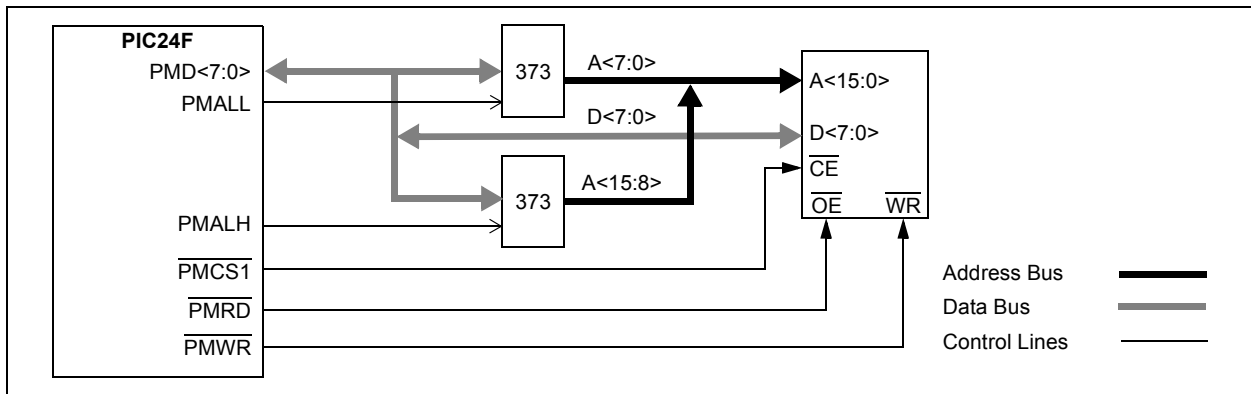 PIC24F
PMD<7:0>
PMALL
PMALH
PMCS1
PMRD
PMWR
373
373
A<7:0>
D<7:0>
A<15:8>
A<15:0>
D<7:0>
CE
OE WR
Address Bus
Data Bus
Control Lines